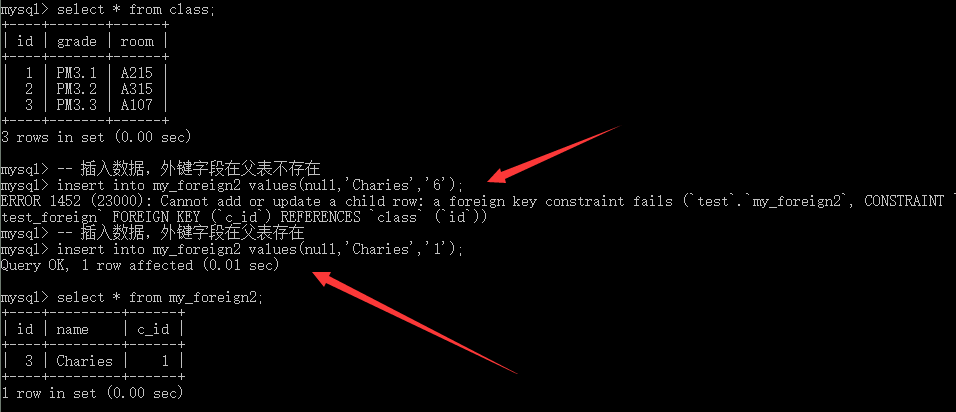 mysql> select * from class;
+----+-------+------+
| id | grade | room |
+----+-------+------+
|  1 | PM3.1 | A215 |
|  2 | PM3.2 | A315 |
|  3 | PM3.3 | A107 |
+----+-------+------+
3 rows in set (0.00 sec)
mysql> -- 插入数据，外键字段在父表不存在
mysql> insert into my_foreign2 values(null,'Charies','6');
ERROR 1452 (23000): Cannot add or update a child row: a foreign key constraint fails (`test`.`my_foreign2`, CONSTRAINT `
test_foreign` FOREIGN KEY (`c_id`) REFERENCES `class` (`id`))
mysql> -- 插入数据，外键字段在父表存在
mysql> insert into my_foreign2 values(null,'Charies','1');
Query OK, 1 row affected (0.01 sec)
mysql> select * from my_foreign2;
+----+---------+------+
| id | name    | c_id |
+----+---------+------+
|  3 | Charies |    1 |
+----+---------+------+
1 row in set (0.00 sec)